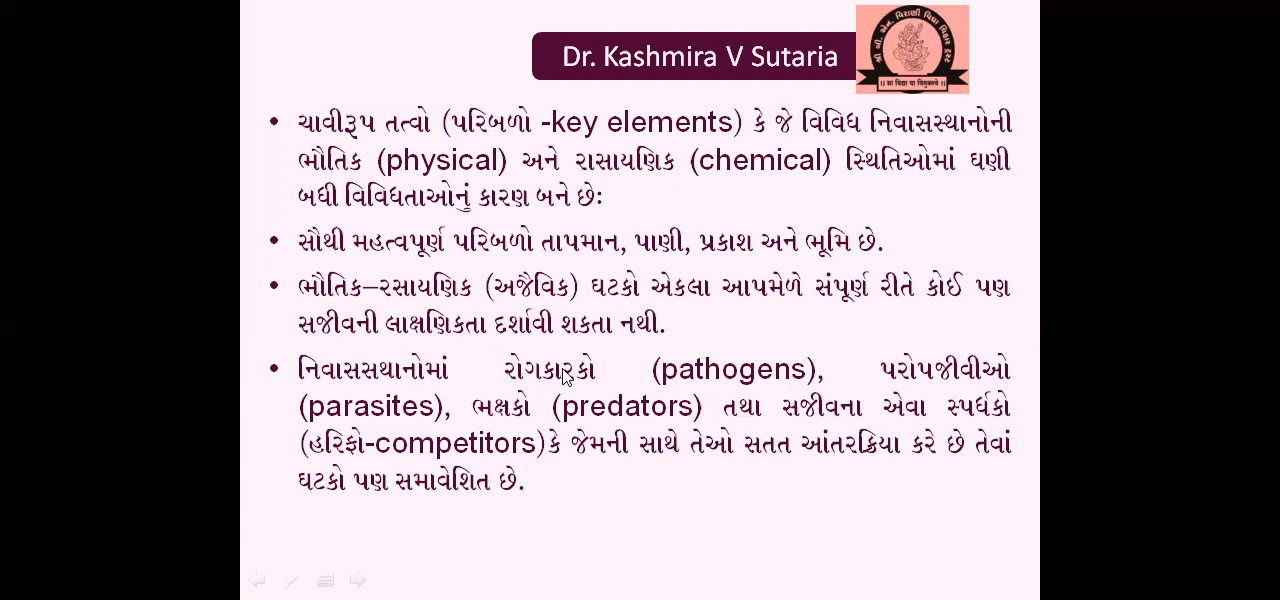 Dr. Kashmira V Sutaria
શ્રી વી. એન. વિરાણી વિદ્યા વિહાર ટ્રસ્ટ
।। સા વિદ્યા યા વિમુક્તયે ।।
• ચાવીરૂપ તત્વો (પરિબળો -key elements) કે જે વિવિધ નિવાસસ્થાનોની
ભૌતિક (physical) અને રાસાયણિક (chemical) સ્થિતિઓમાં ઘણી
બધી વિવિધતાઓનું કારણ બને છેઃ
• સૌથી મહત્વપૂર્ણ પરિબળો તાપમાન, પાણી, પ્રકાશ અને ભૂમિ છે.
• ભૌતિક–રસાયણિક (અજૈવિક) ઘટકો એકલા આપમેળે સંપૂર્ણ રીતે કોઈ પણ
સજીવની લાક્ષણિકતા દર્શાવી શકતા નથી.
• નિવાસસથાનોમાં રોગકારકો (pathogens), પરોપજીવીઓ
(parasites), ભક્ષકો (predators) તથા સજીવના એવા સ્પર્ધકો
(હરિફો-competitors)કે જેમની સાથે તેઓ સતત આંતરક્રિયા કરે છે તેવાં
ઘટકો પણ સમાવેશિત છે.